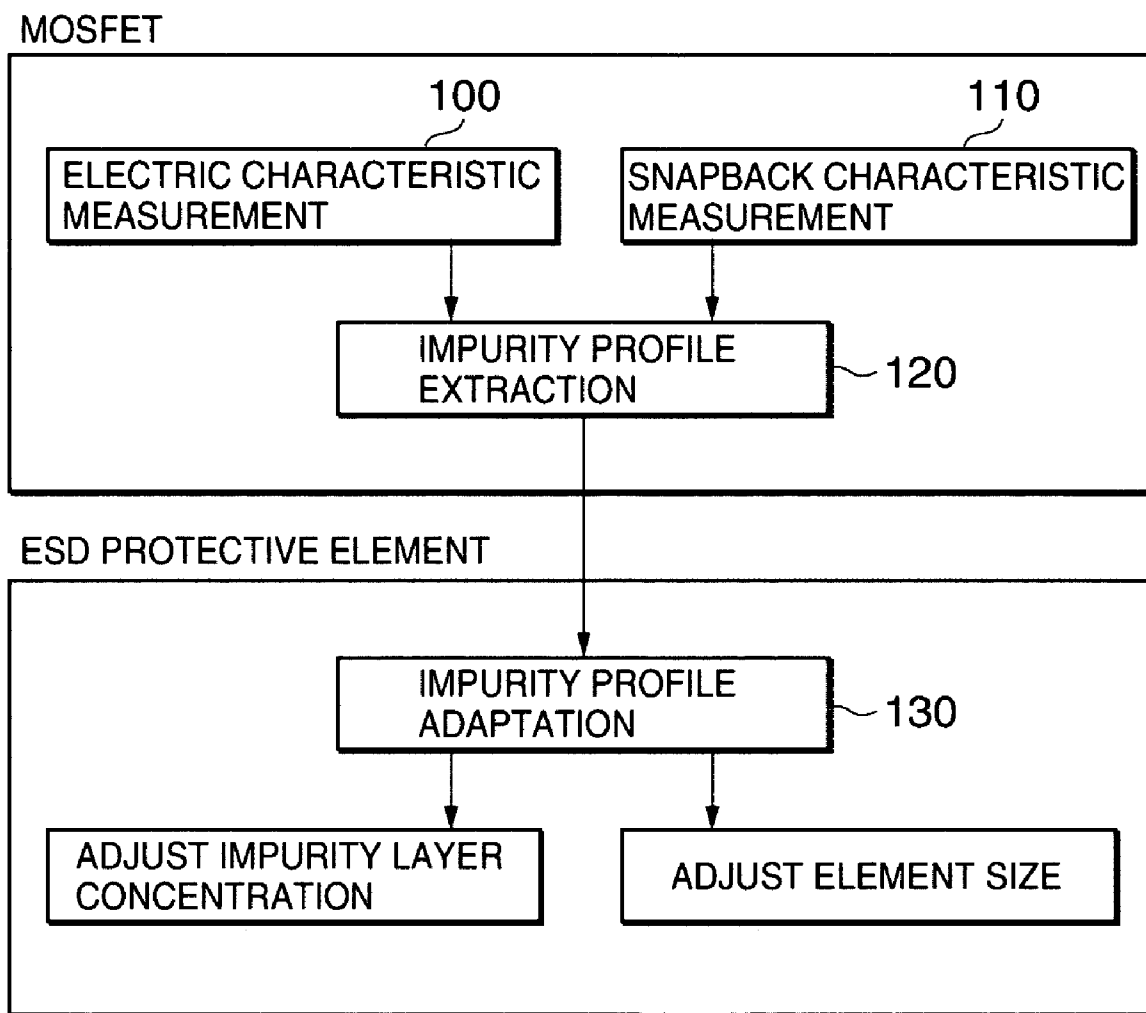 MOSFET
100
110
ELECTRIC CHARACTERISTIC
MEASUREMENT
SNAPBACK CHARACTERISTIC
MEASUREMENT
IMPURITY PROFILE
EXTRACTION
120
ESD PROTECTIVE ELEMENT
IMPURITY PROFILE
ADAPTATION
130
ADJUST IMPURITY LAYER
CONCENTRATION
ADJUST ELEMENT SIZE